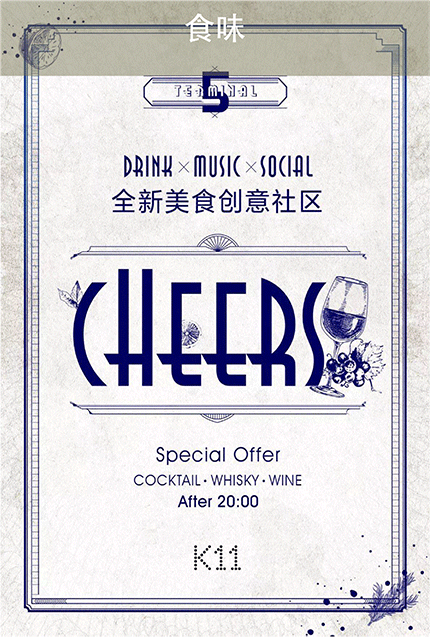 食味
TERMINAL
5
DRINK × MUSIC × SOCIAL
全新美食创意社区
CHEERS
Special Offer
COCKTAIL · WHISKY · WINE
After 20:00
K11